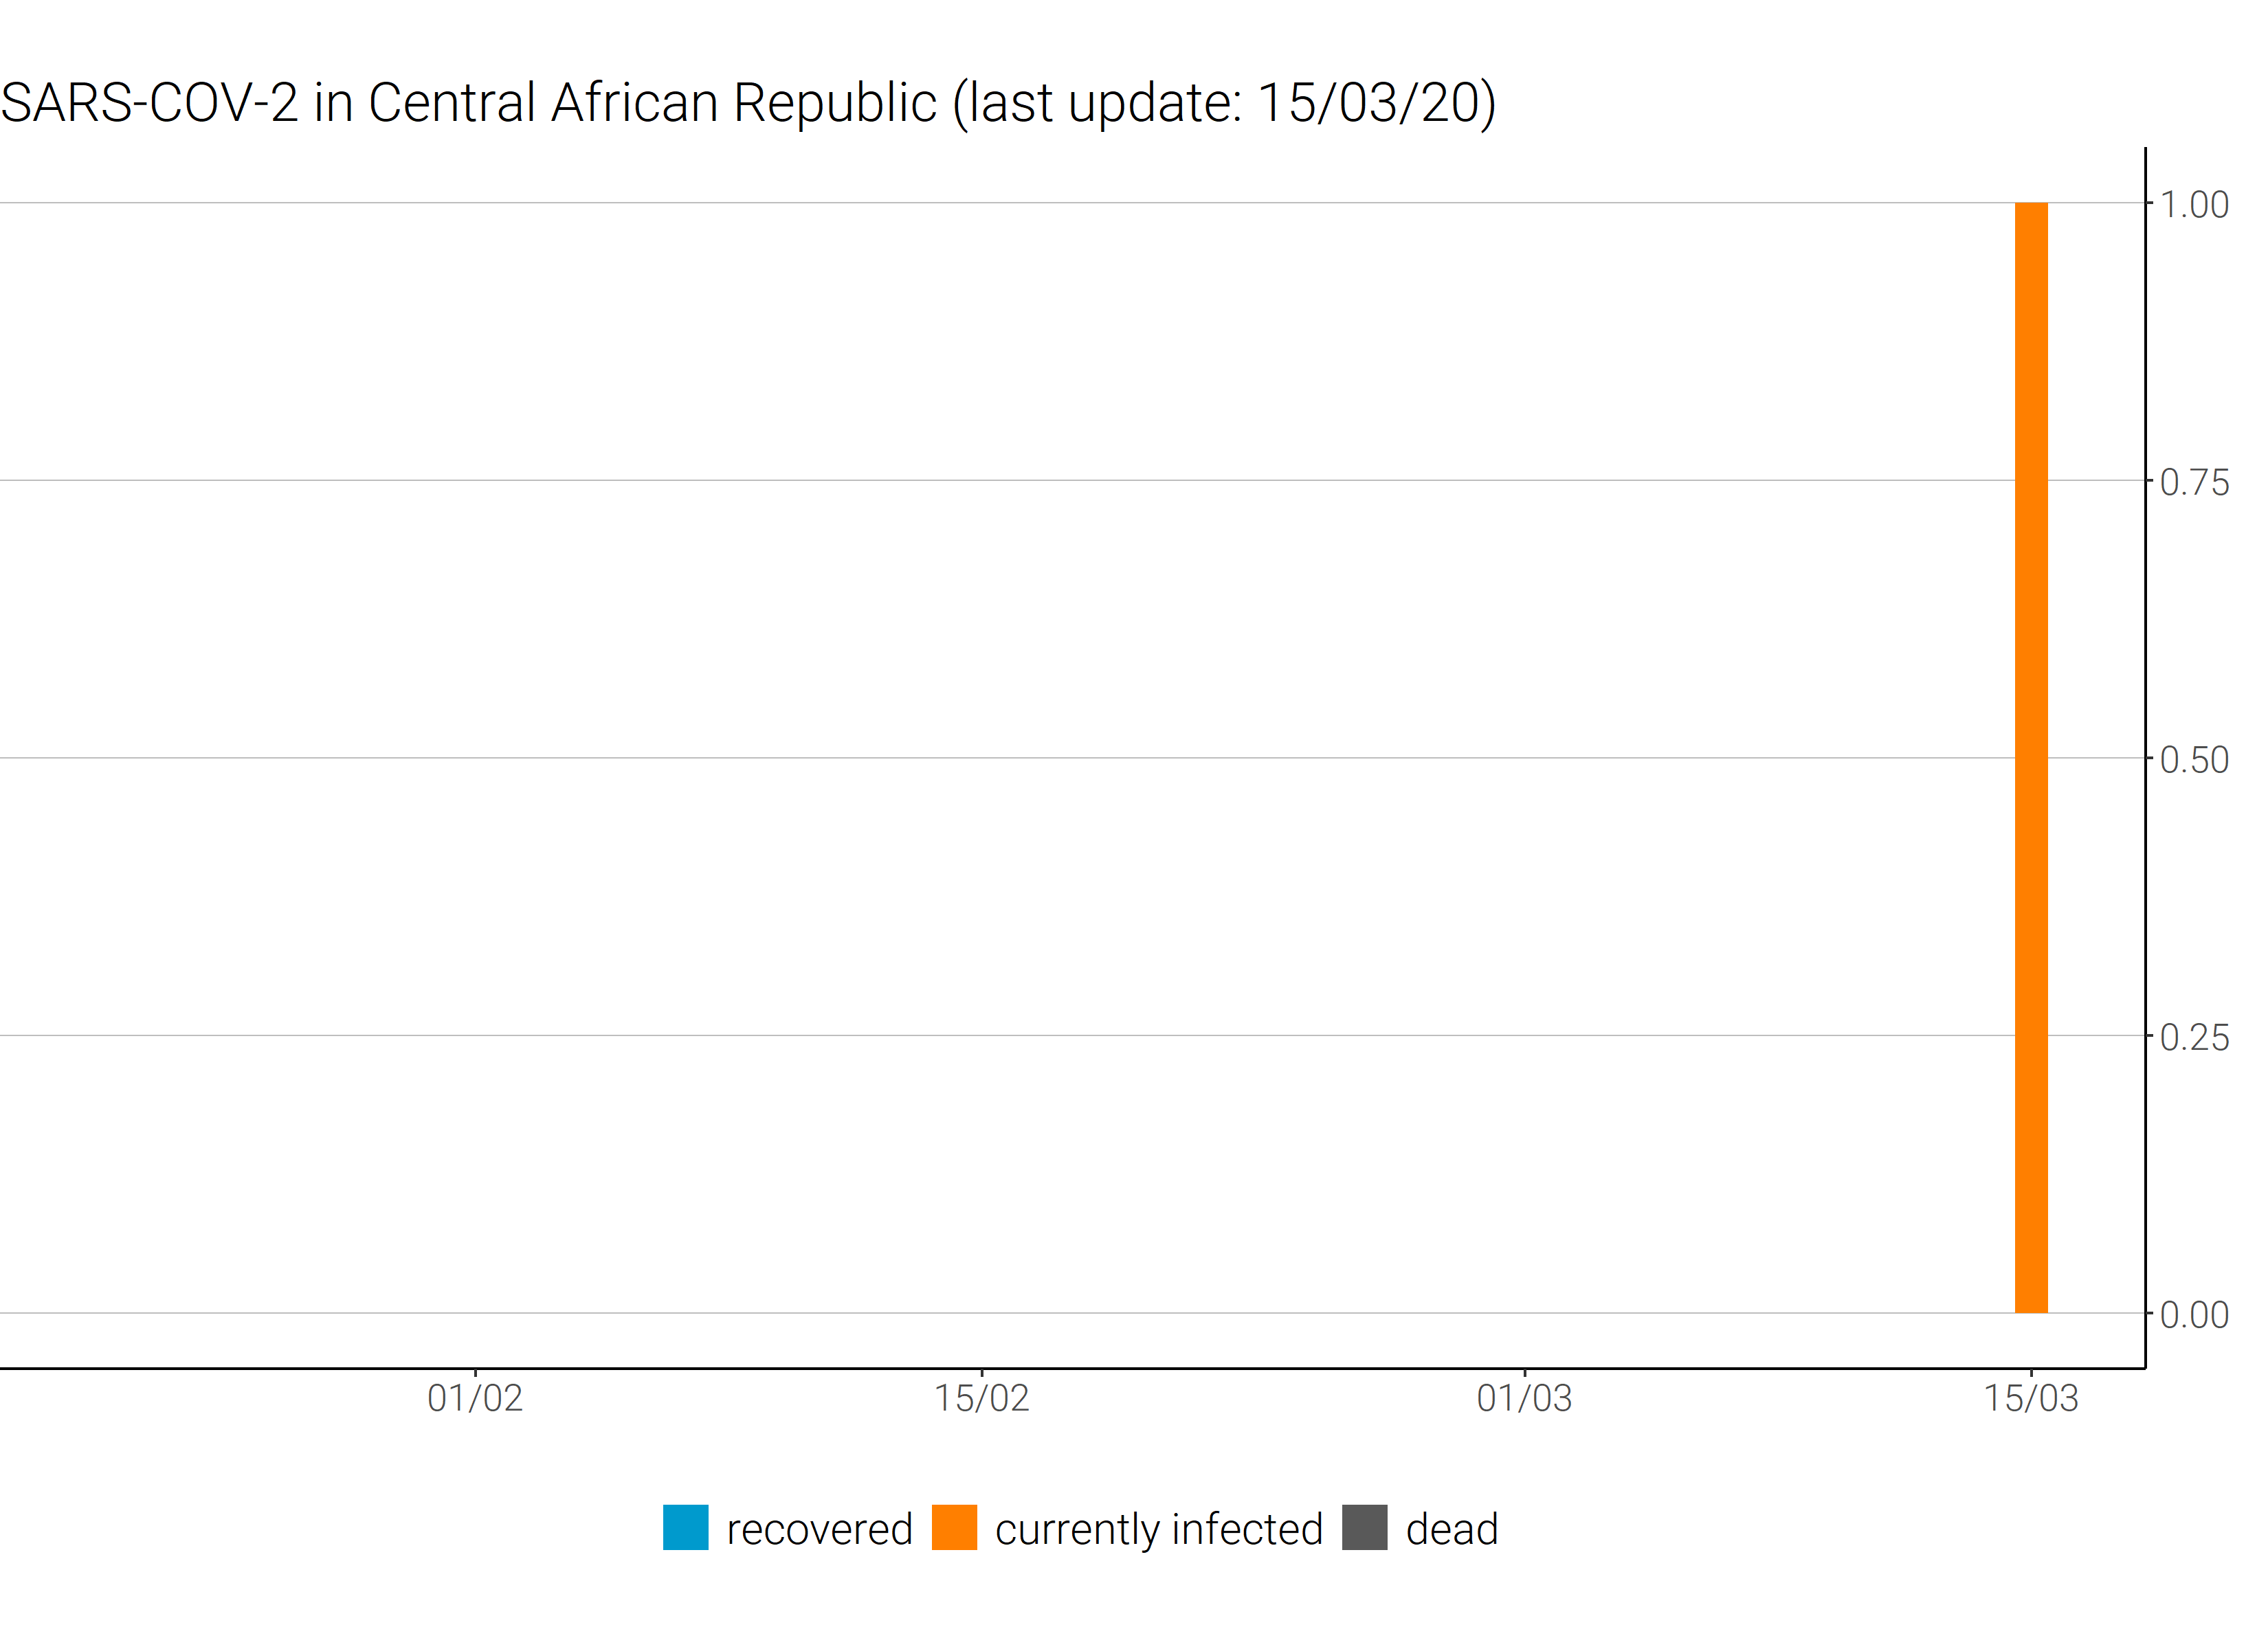 SARS-COV-2 in Central African Republic (last update: 15/03/20)
1.00
0.75
0.50
0.25
0.00
01/02 15/02 01/03 15/03
recovered currently infected dead